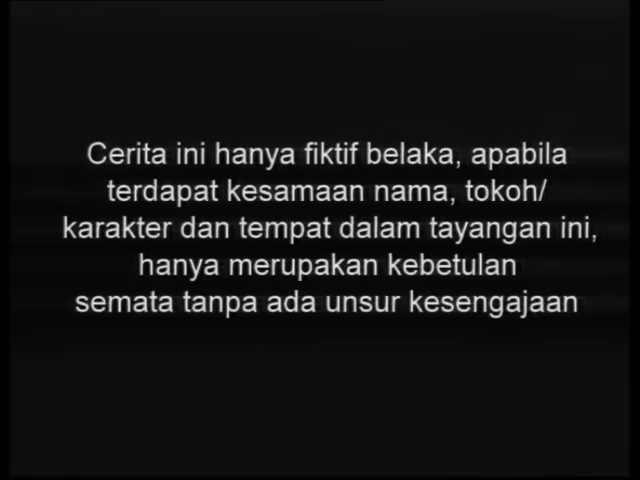 Cerita ini hanya fiktif belaka, apabila
terdapat kesamaan nama, tokoh/
karakter dan tempat dalam tayangan ini,
hanya merupakan kebetulan
semata tanpa ada unsur kesengajaan